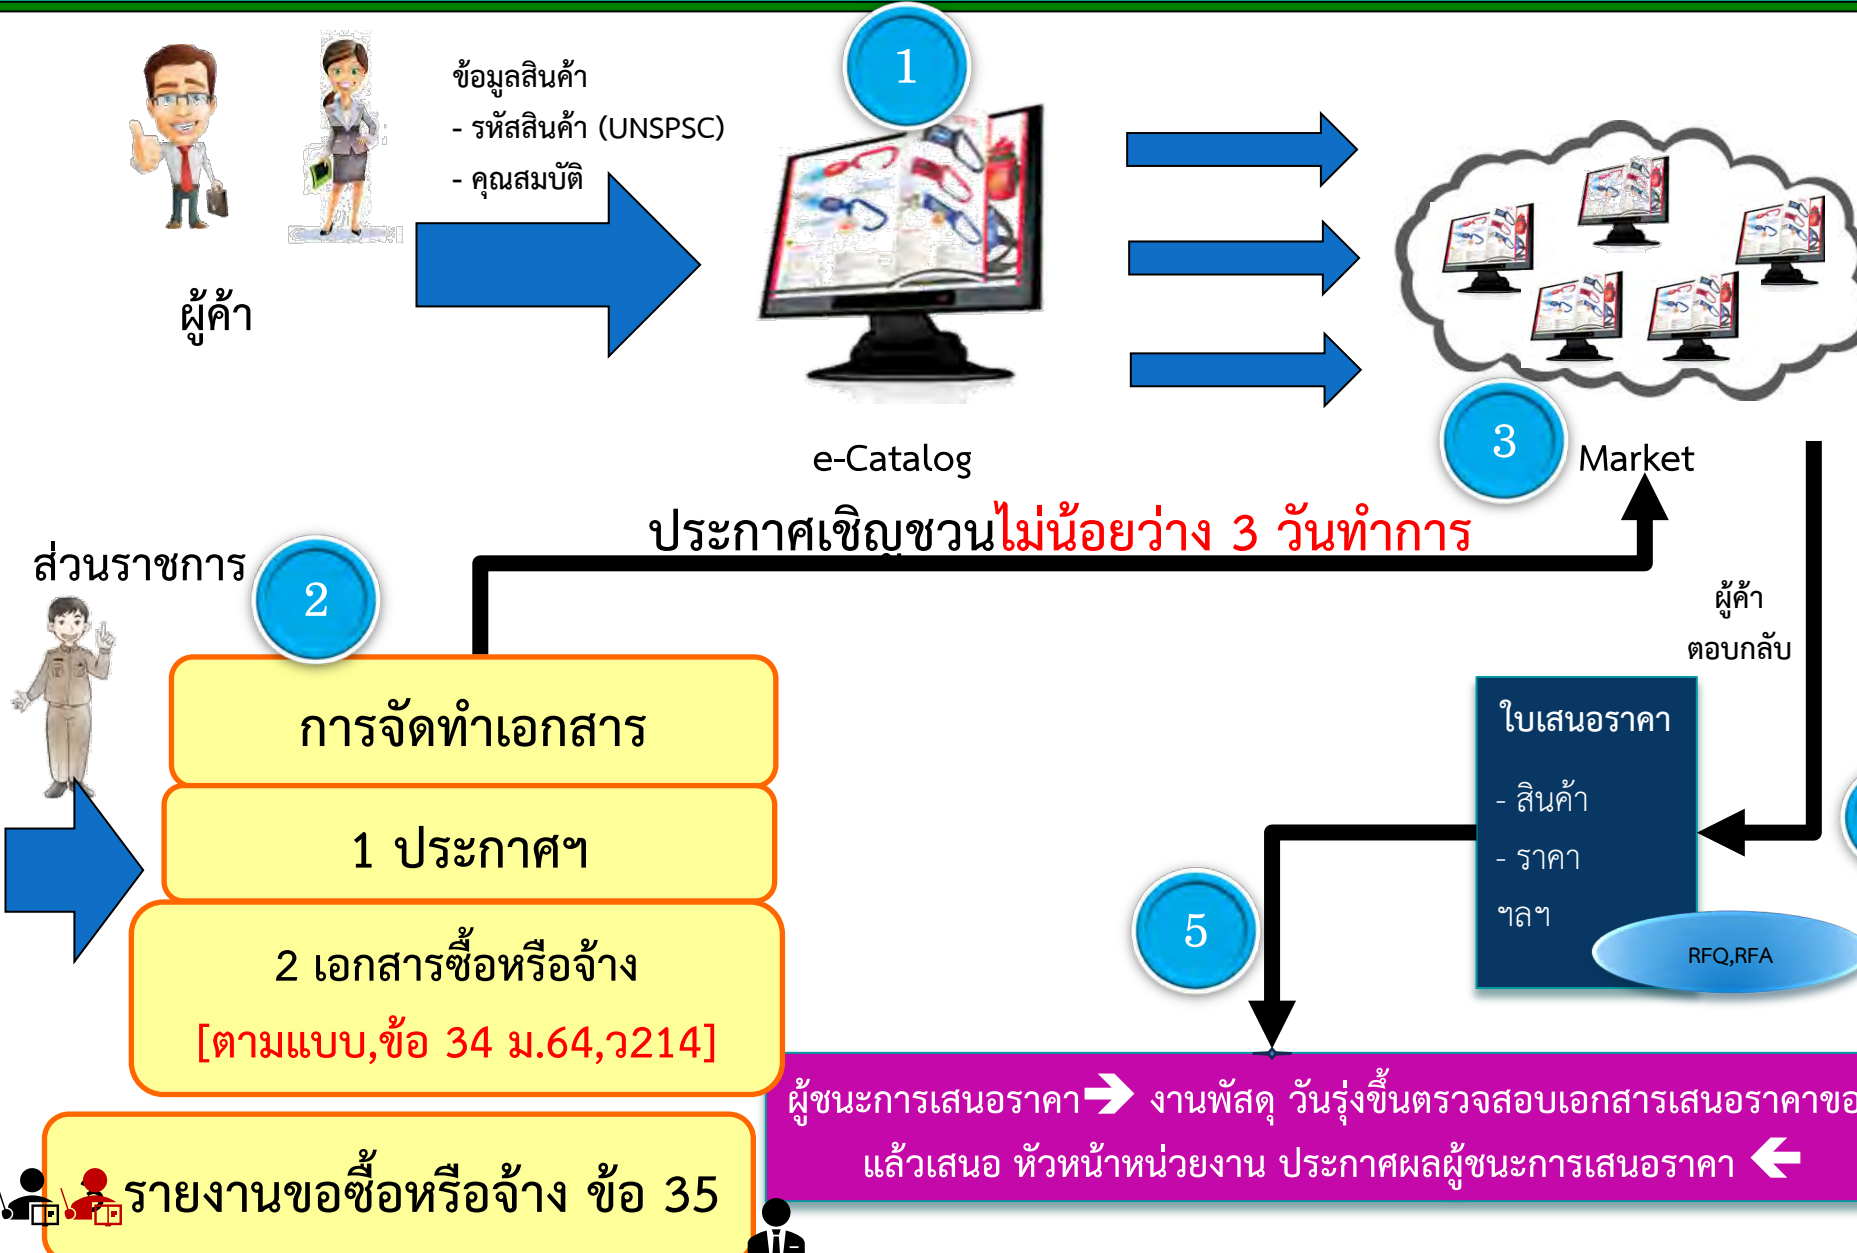 1
ข้อมูลสินค้า
- รหัสสินค้า (UNSPSC)
- คุณสมบัติ
ผู้ค้า
e-Catalog
3
Market
ประกาศเชิญชวนไม่น้อยว่าง 3 วันทำการ
ส่วนราชการ
2
ผู้ค้า
ตอบกลับ
การจัดทำเอกสาร
1 ประกาศฯ
2 เอกสารซื้อหรือจ้าง
[ตามแบบ,ข้อ 34 ม.64,ว214]
รายงานขอซื้อหรือจ้าง ข้อ 35
ใบเสนอราคา
- สินค้า
- ราคา
ฯลฯ
RFQ,RFA
5
ผู้ชนะการเสนอราคา งานพัสดุ วันรุ่งขึ้นตรวจสอบเอกสารเสนอราคาขอ
แล้วเสนอ หัวหน้าหน่วยงาน ประกาศผลผู้ชนะการเสนอราคา